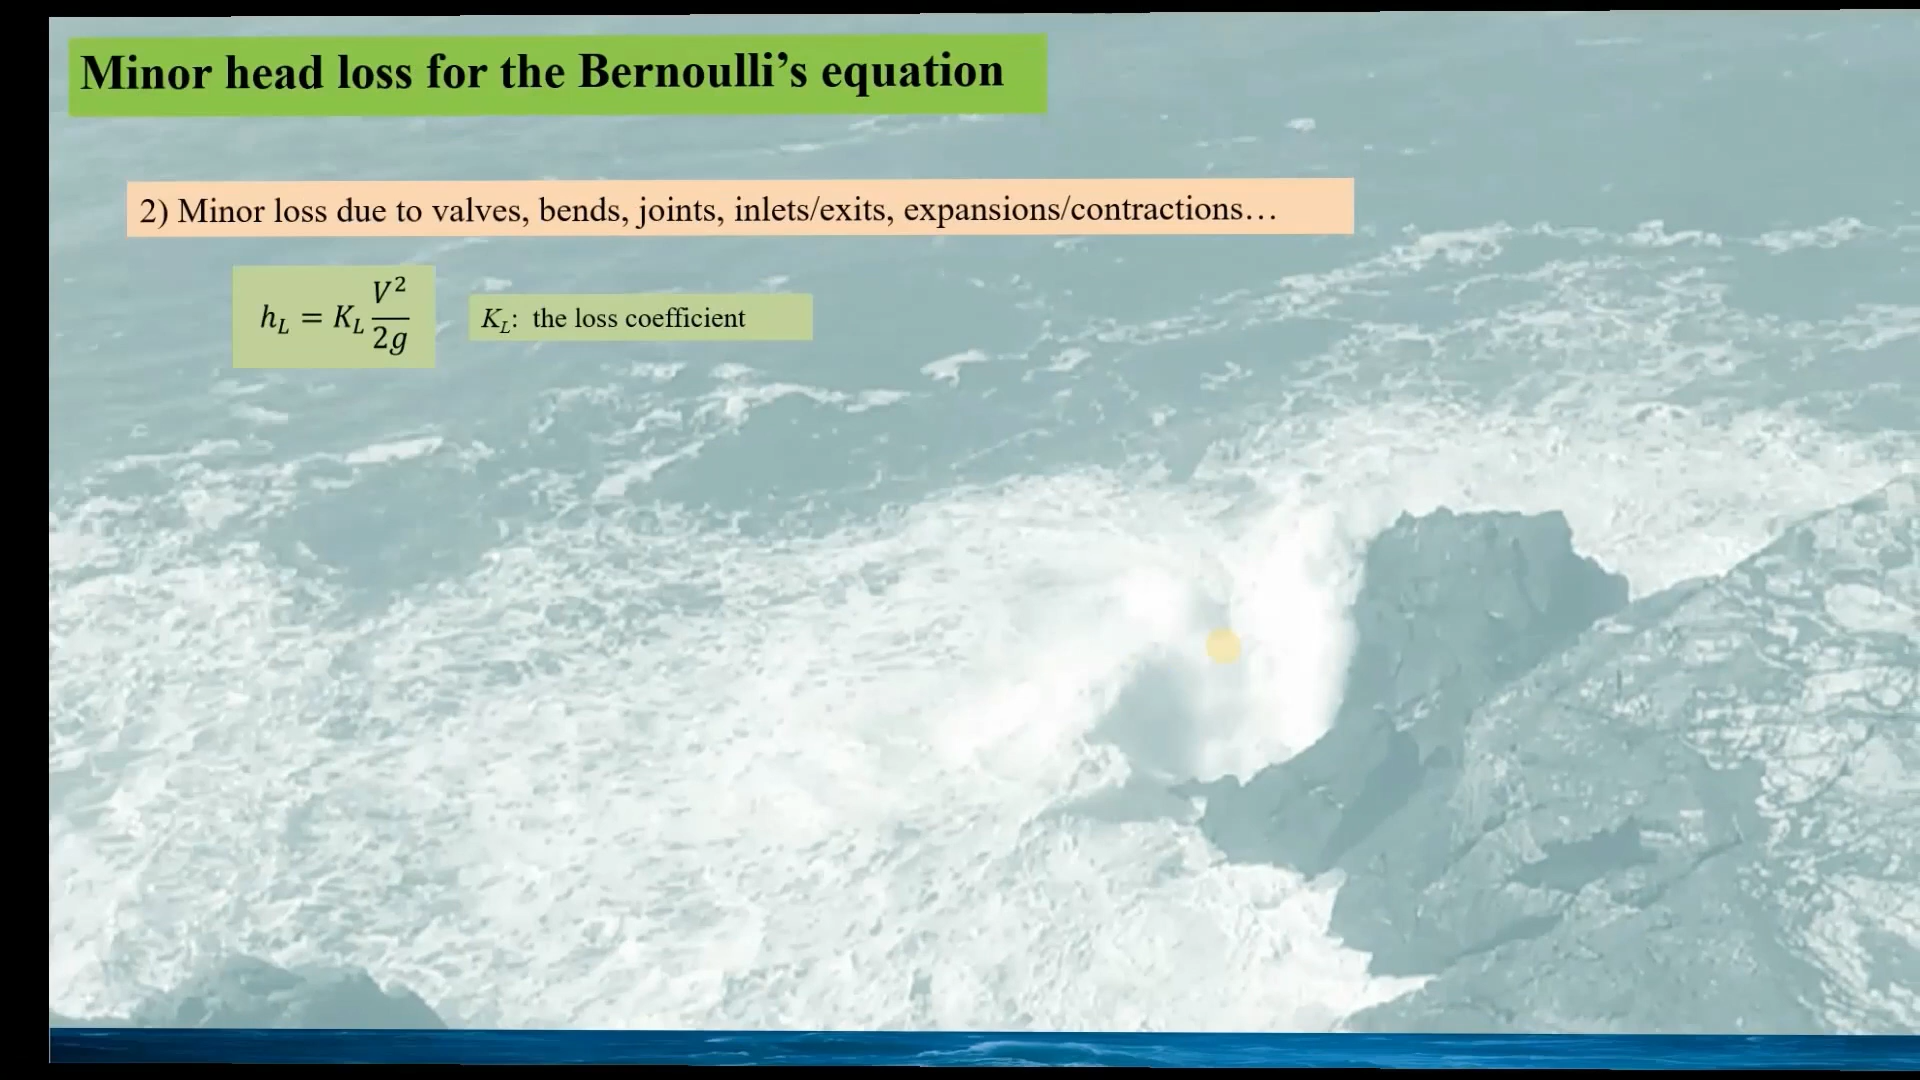 Minor head loss for the Bernoulli’s equation
2) Minor loss due to valves, bends, joints, inlets/exits, expansions/contractions…
h_L = K_L V²/2g
K_L: the loss coefficient